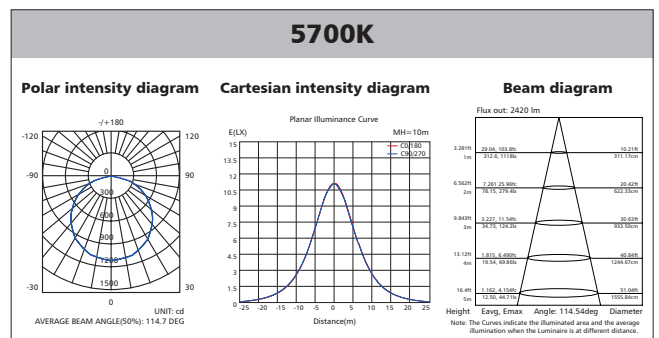 5700K
Polar intensity diagram
Cartesian intensity diagram
Beam diagram
-/+180
-120
120
-90
90
0
300
600
900
1200
1500
-30
30
0
UNIT: cd
AVERAGE BEAM ANGLE(50%): 114.7 DEG
Planar Illuminance Curve
E(LX)
MH=10m
C0/180
C90/270
15
13.5
12
10.5
9
7.5
6
4.5
3
1.5
0
-25 -20 -15 -10 -5 0 5 10 15 20 25
Distance(m)
Flux out: 2420 lm
3.281ft 29.04, 103.8fc 10.21ft
1m 312.6, 1118lx 311.17cm
6.562ft 7.261 25.96fc 20.42ft
2m 78.15, 279.4lx 622.33cm
9.843ft 3.227, 11.54fc 30.63ft
3m 34.73, 124.2lx 933.50cm
13.12ft 1.815, 6.490fc 40.84ft
4m 19.54, 69.86lx 1244.67cm
16.4ft 1.162, 4.154fc 51.04ft
5m 12.50, 44.71lx 1555.84cm
Height Eavg, Emax Angle: 114.54deg Diameter
Note: The Curves indicate the illuminated area and the average
illumination when the Luminaire is at different distance.